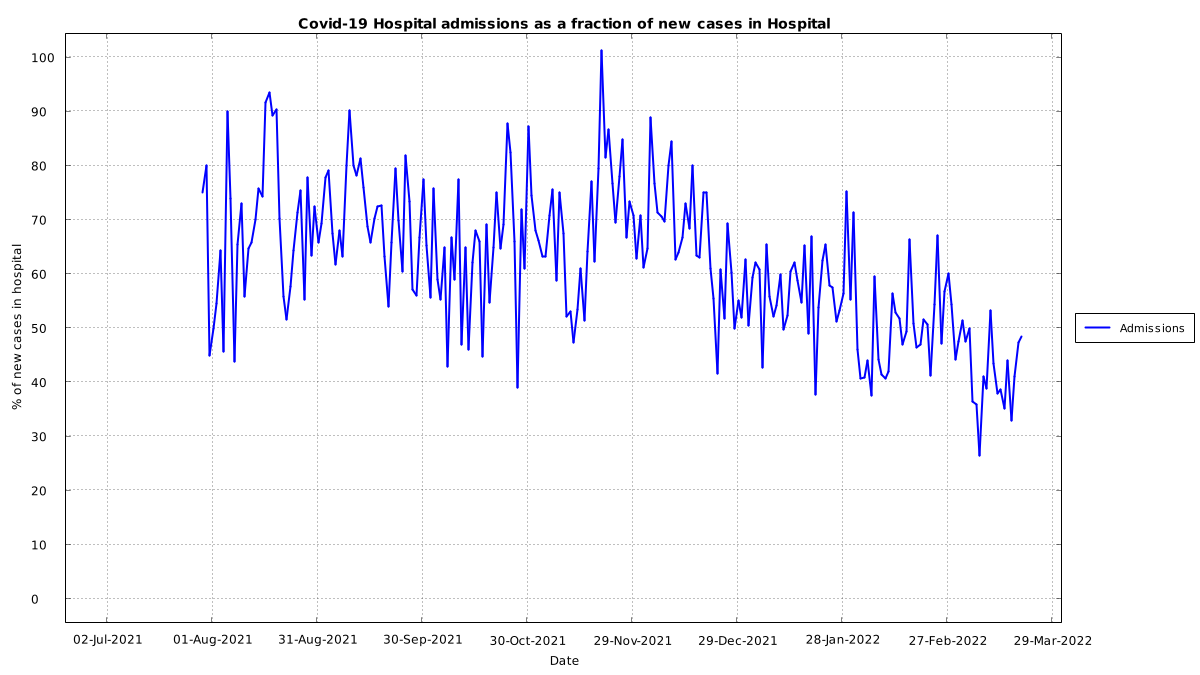 Covid-19 Hospital admissions as a fraction of new cases in Hospital
100
90
80
70
60
50
40
30
20
10
0
% of new cases in hospital
02-Jul-2021 01-Aug-2021 31-Aug-2021 30-Sep-2021 30-Oct-2021 29-Nov-2021 29-Dec-2021 28-Jan-2022 27-Feb-2022 29-Mar-2022
Date
Admissions